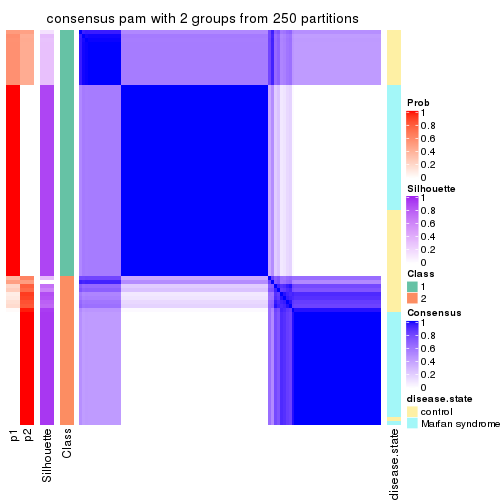 consensus pam with 2 groups from 250 partitions
Prob
1
0.8
0.6
0.4
0.2
0
Silhouette
1
0.8
0.6
0.4
0.2
0
Class
1
2
Consensus
1
0.8
0.6
0.4
0.2
0
disease.state
control
Marfan syndrome
p1
p2
Silhouette
Class
disease.state